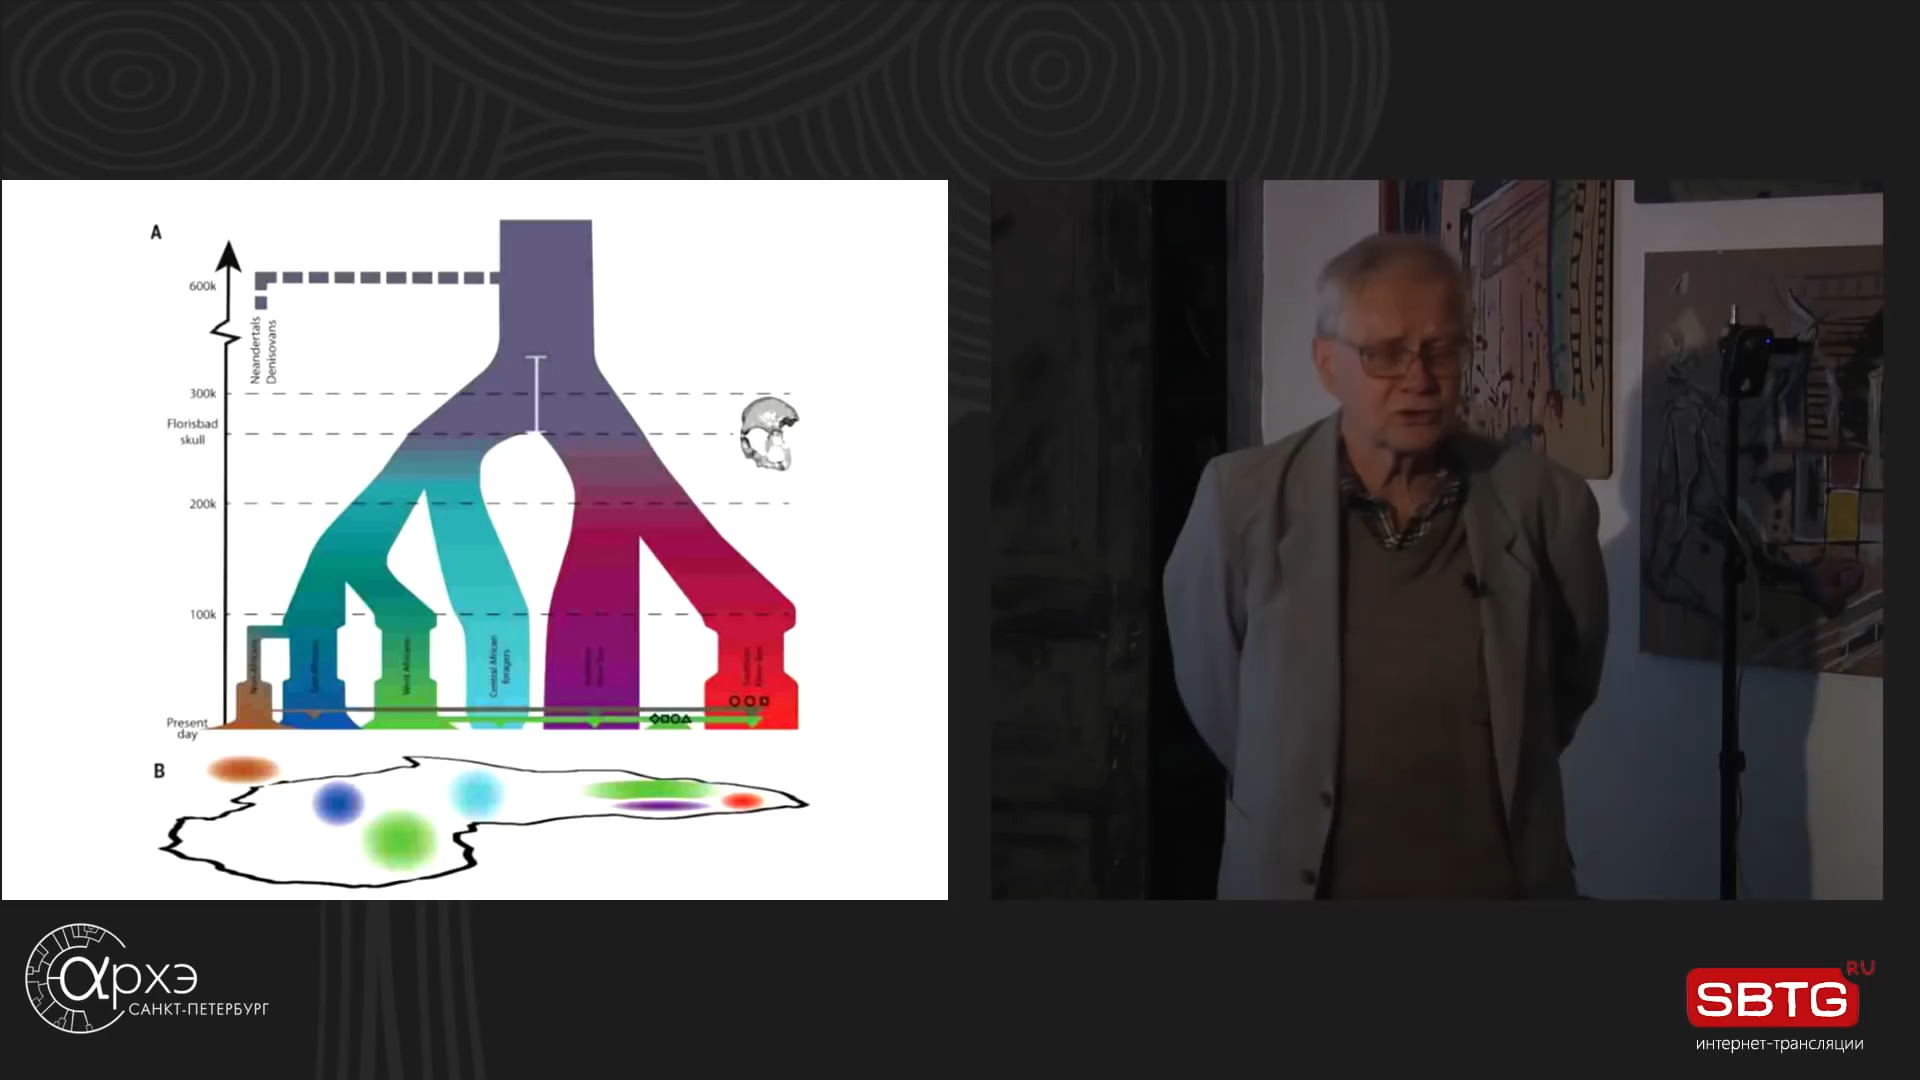 A
600k
Neandertals
Denisovans
300k
Florisbad
skull
200k
100k
Central African
foragers
West Africans
Present
day
B
αрхэ
САНКТ-ПЕТЕРБУРГ
SBTG
RU
интернет-трансляции